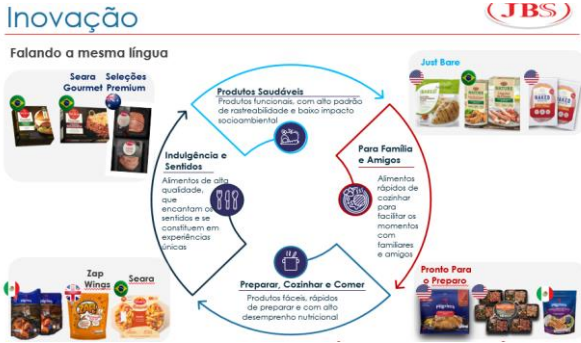 Inovação
JBS
Falando a mesma língua
Seara
Gourmet
Seleções
Premium
Just Bare
Produtos Saudáveis
Produtos funcionais, com alto padrão
de rastreabilidade e baixo impacto
socioambiental
Indulgência e
Sentidos
Alimentos de alta
qualidade,
que
encantam os
sentidos e se
constituem em
experiências
únicas
Para Família
e Amigos
Alimentos
rápidos de
cozinhar
para
facilitar os
momentos
com
familiares
e amigos
Preparar, Cozinhar e Comer
Produtos fáceis, rápidos
de preparar e com alto
desempenho nutricional
Zap
Wings
Seara
Pronto Para
o Preparo